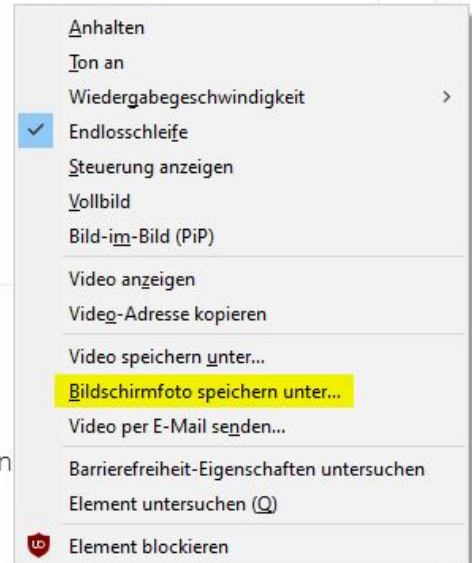 Anhalten
Ton an
Wiedergabegeschwindigkeit
Endlosschleife
Steuerung anzeigen
Vollbild
Bild-im-Bild (PiP)
Video anzeigen
Video-Adresse kopieren
Video speichern unter...
Bildschirmfoto speichern unter...
Video per E-Mail senden...
n
Barrierefreiheit-Eigenschaften untersuchen
Element untersuchen (Q)
Element blockieren